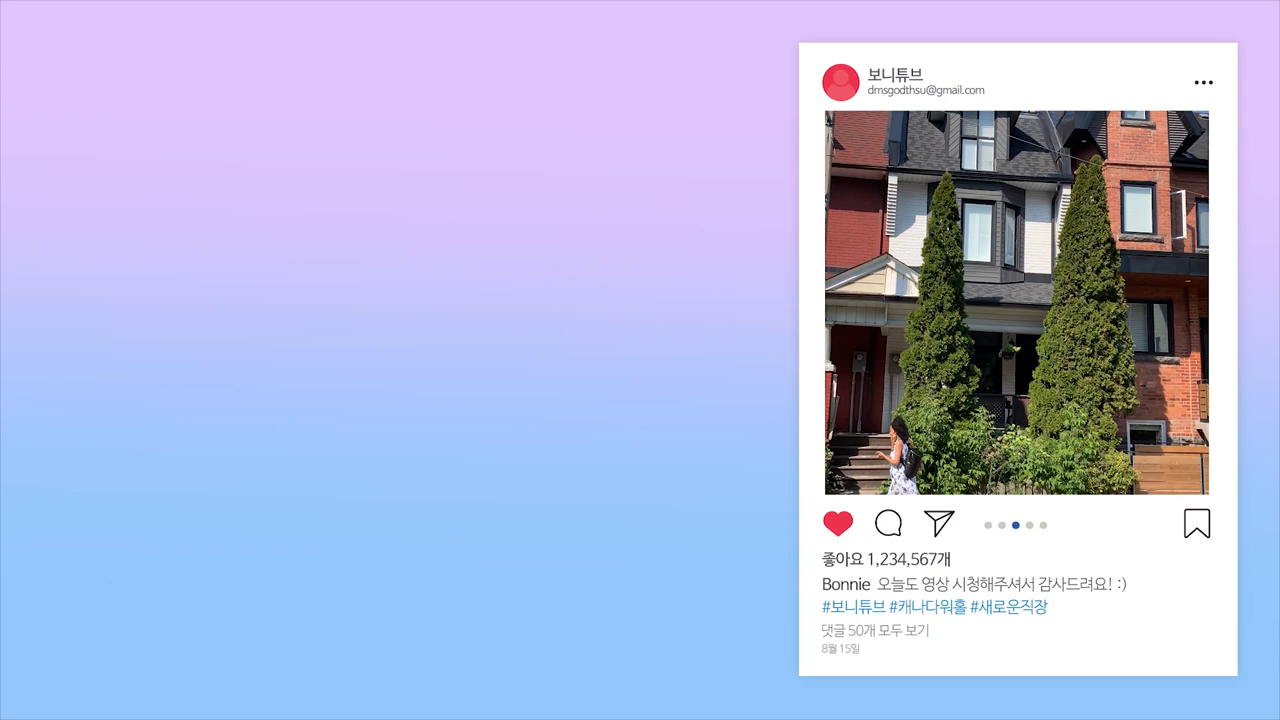 보니튜브
dmsgodthsu@gmail.com
좋아요 1,234,567개
Bonnie 오늘도 영상 시청해주셔서 감사드려요! :)
#보니튜브 #캐나다워홀 #새로운직장
댓글 50개 모두 보기
8월 15일